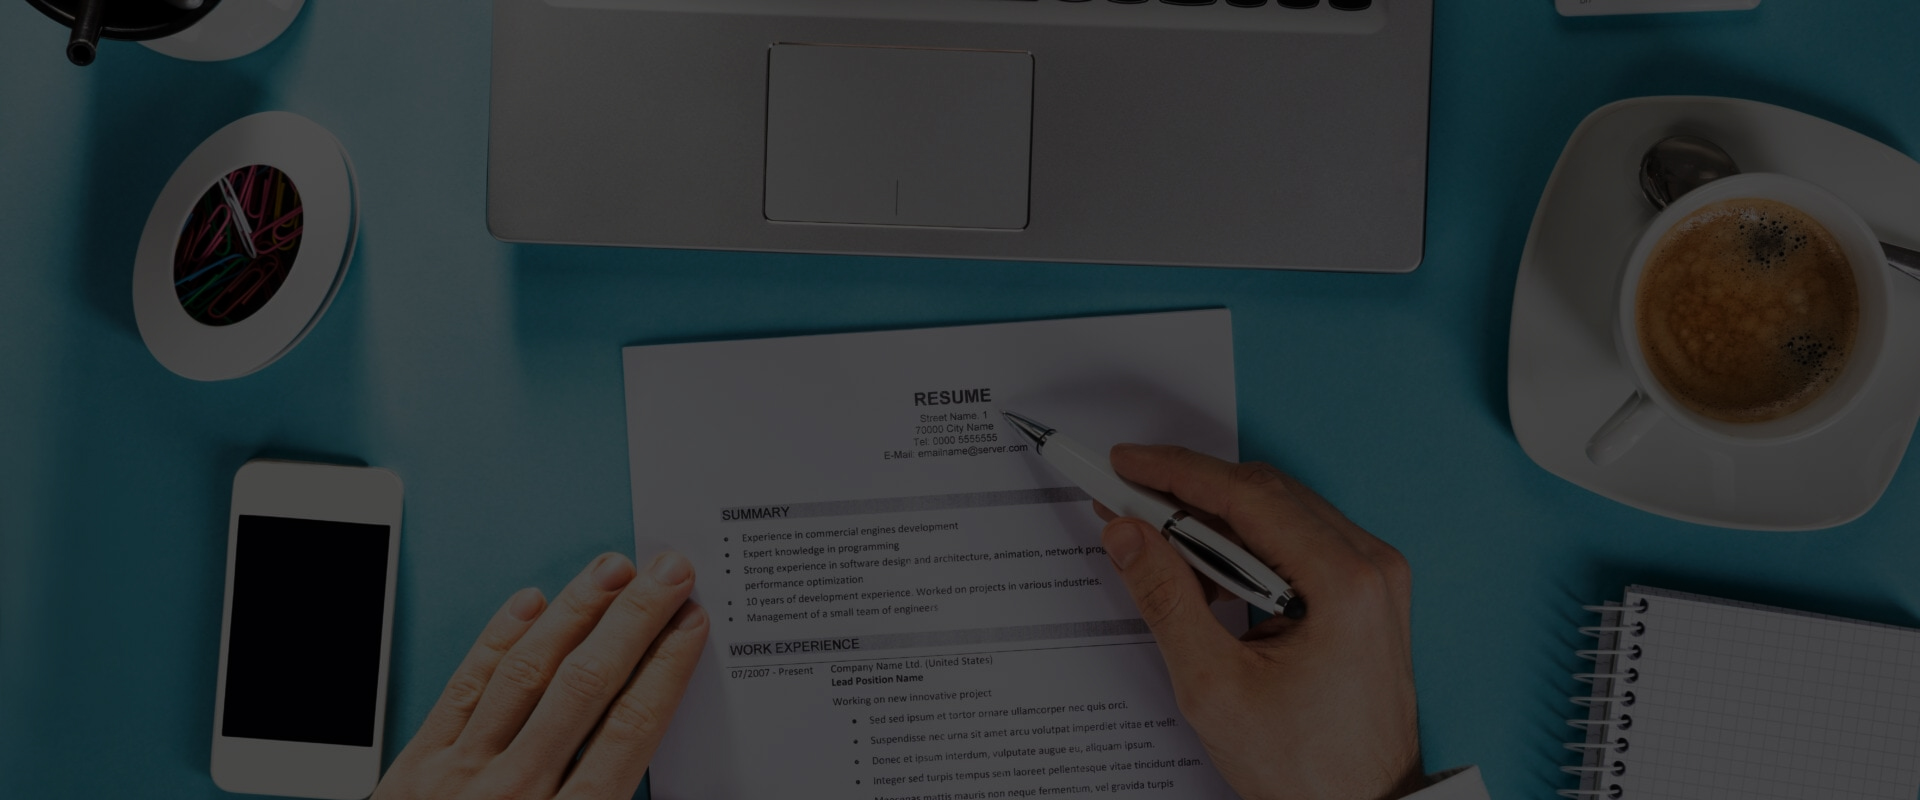 RESUME
Street Name 1
70000 City Name
Tel: 0000 5555555
E-Mail: emailname@server.com
SUMMARY
Experience in commercial engines development
Expert knowledge in programming
Strong experience in software design and architecture, animation, network
performance optimization
10 years of development experience. Worked on projects in various industries.
Management of a small team of engineers
WORK EXPERIENCE
07/2007 - Present Company Name Ltd. (United States)
Lead Position Name
Working on new innovative project
Sed sed ipsum et tortor ornare ullamcorper nec quis orci.
Suspendisse nec urna sit amet arcu volutpat imperdiet vitae et velit.
Donec et ipsum interdum, vulputate augue eu, aliquam ipsum.
Integer sed turpis tempus sem laoreet pellentesque vitae tincidunt diam.
mattis mauris non neque fermentum, vel gravida turpis